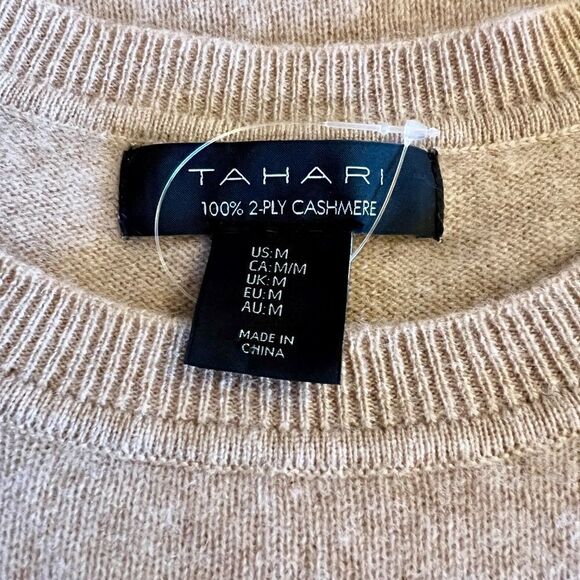 TAHARI
100% 2-PLY CASHMERE
US: M
CA: M/M
UK: M
EU: M
AU: M
MADE IN
CHINA